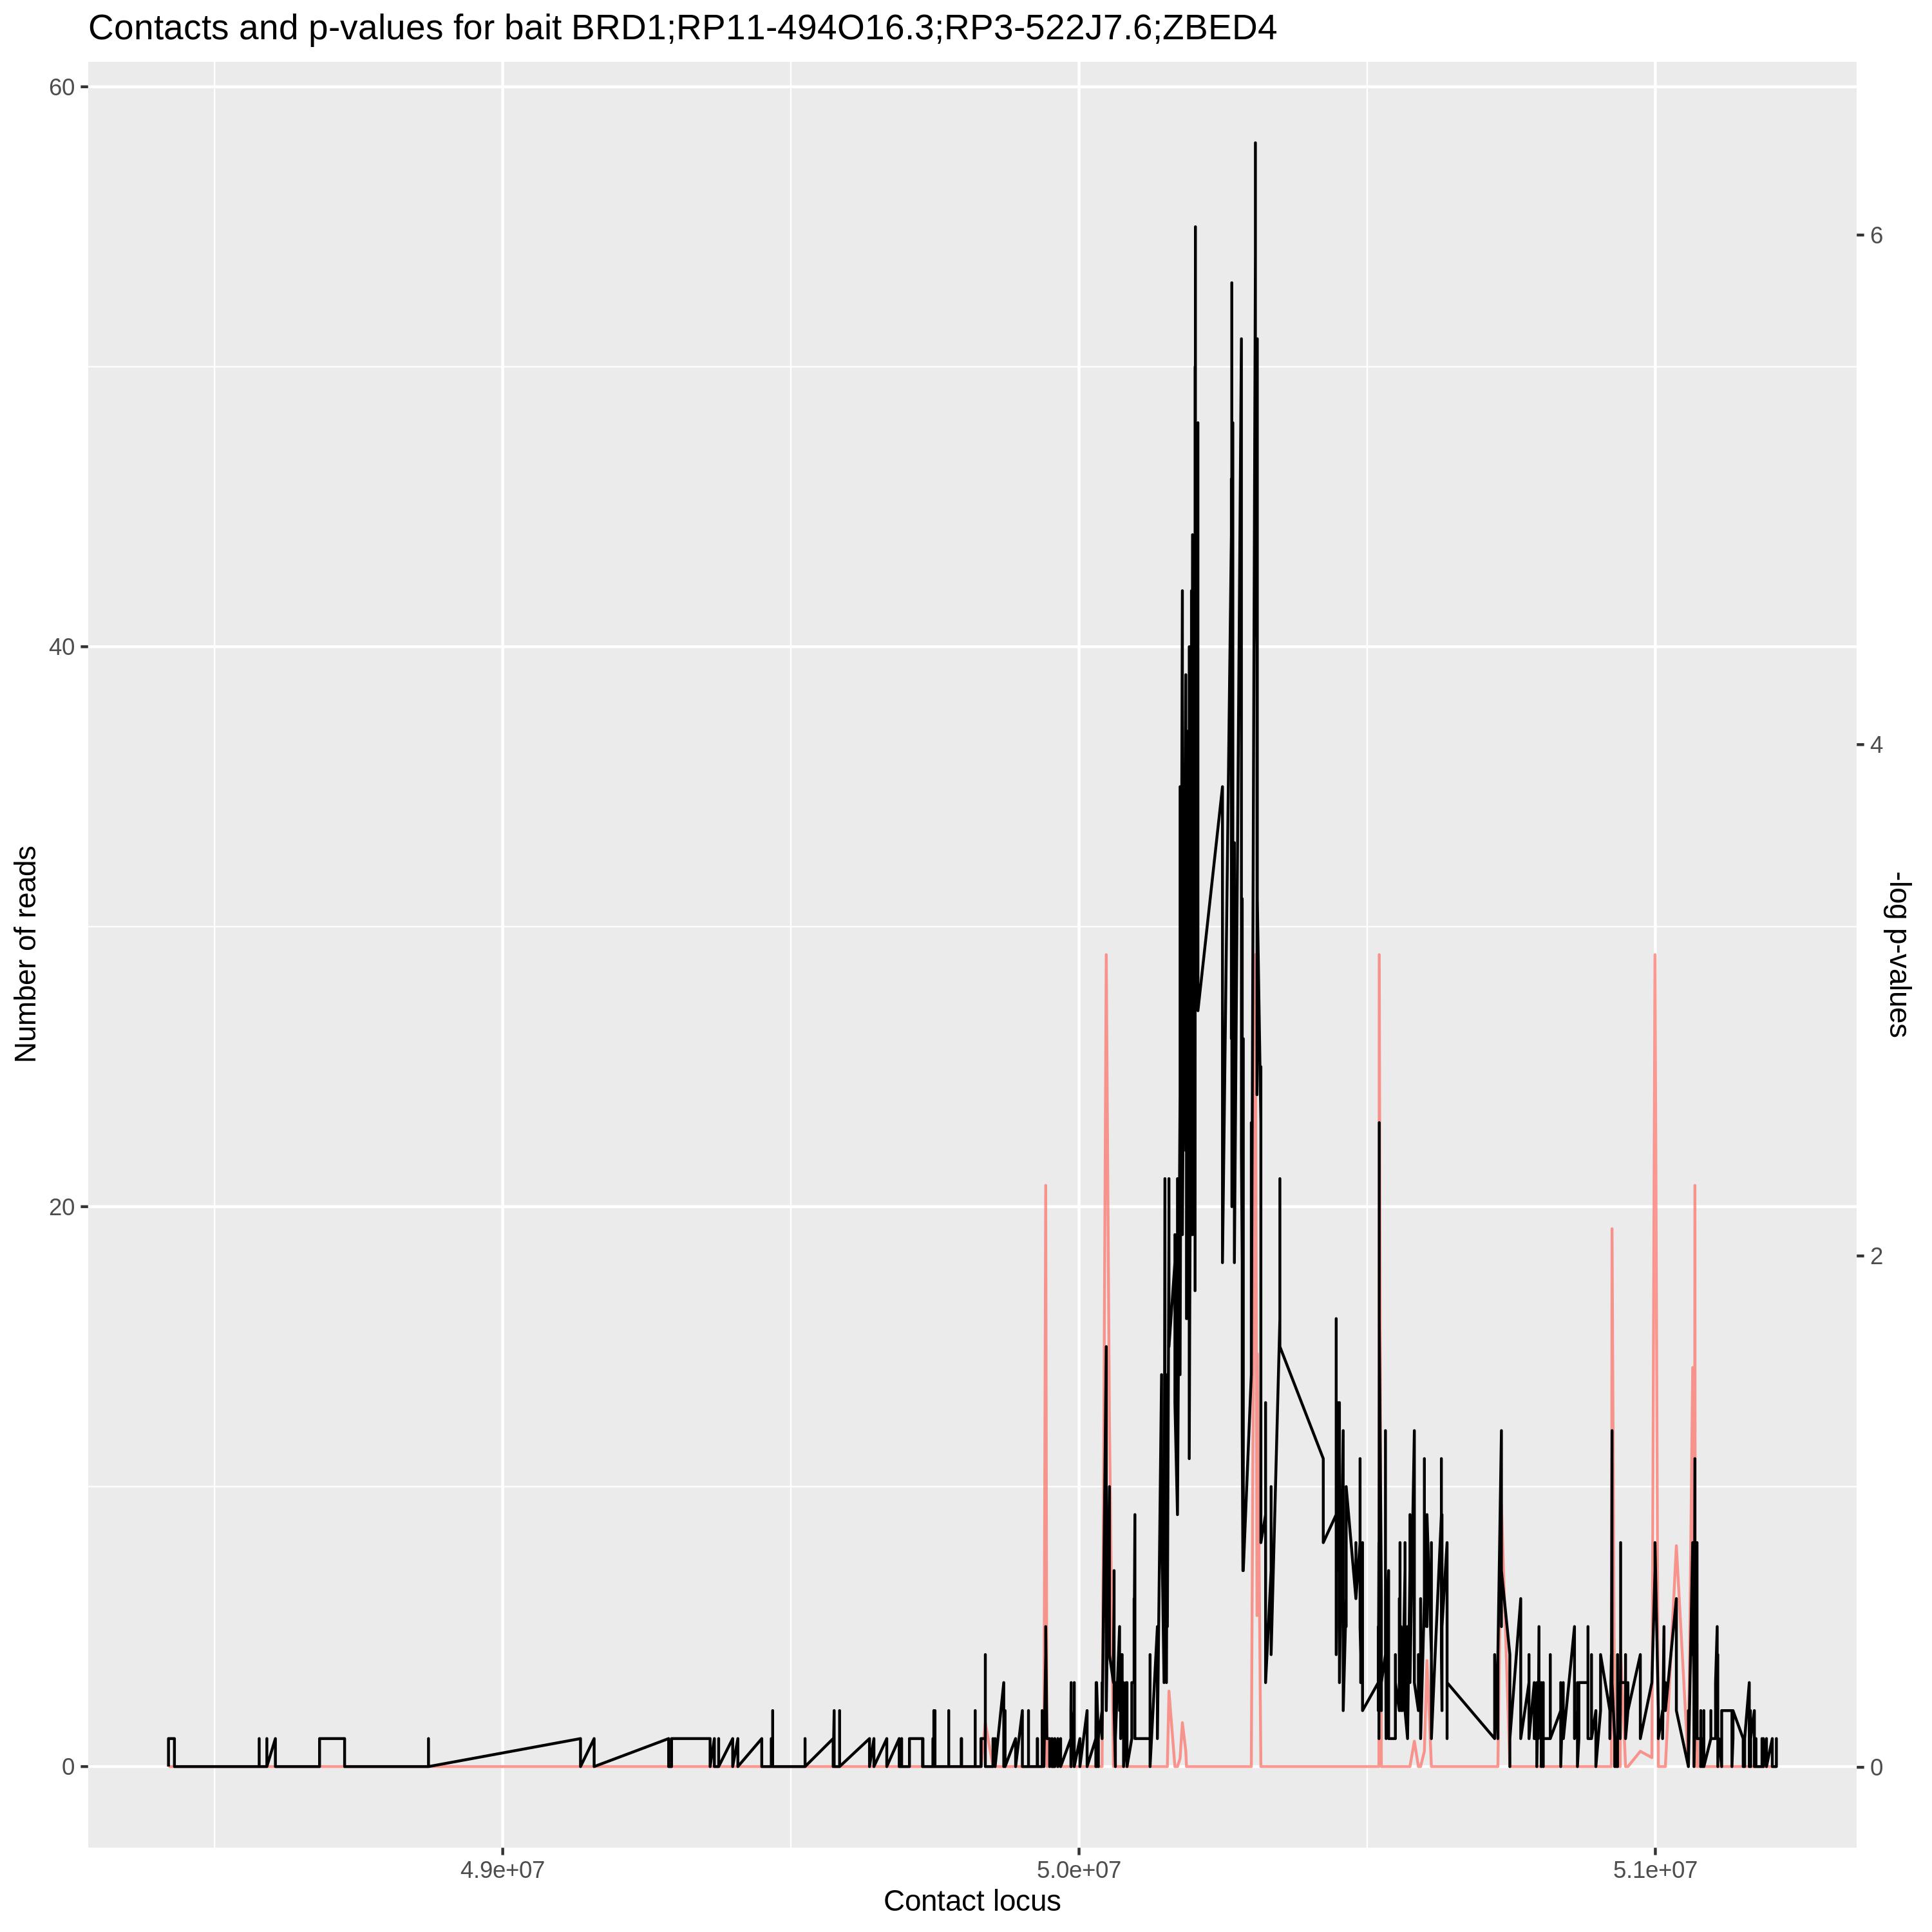 Contacts and p-values for bait BRD1;RP11-494O16.3;RP3-522J7.6;ZBED4
60
40
20
0
Number of reads
6
4
2
0
-log p-values
4.9e+07
5.0e+07
5.1e+07
Contact locus